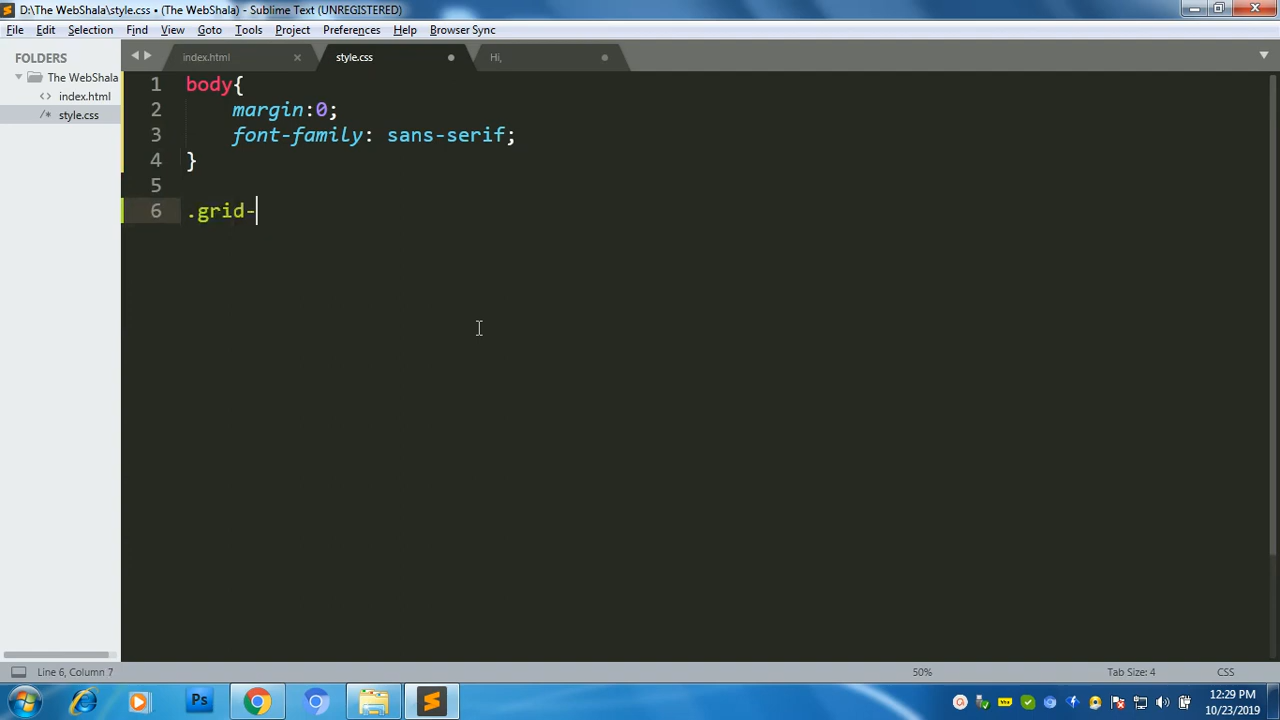 D:\The WebShala\style.css • (The WebShala) - Sublime Text (UNREGISTERED)
File Edit Selection Find View Goto Tools Project Preferences Help Browser Sync
FOLDERS
The WebShala
index.html
style.css
index.html style.css Hi,
1 body{
2 margin:0;
3 font-family: sans-serif;
4 }
5
6 .grid-
Line 6, Column 7 50% Tab Size: 4 CSS
Ps
12:29 PM
10/23/2019